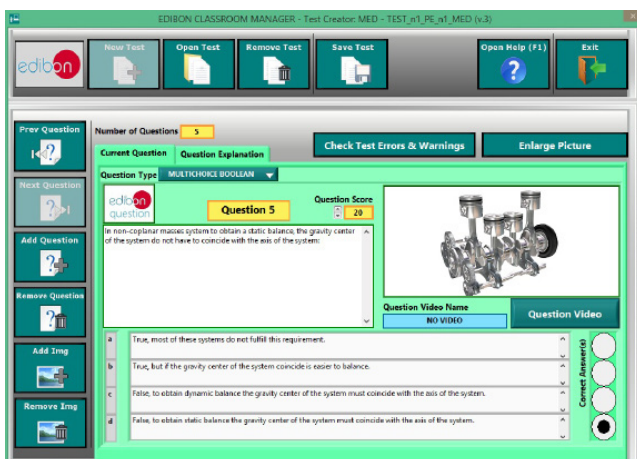 EDIBON CLASSROOM MANAGER - Test Creator: MED - TEST_n1_PE_n1_MED (v.3)
edibon
New Test
Open Test
Remove Test
Save Test
Open Help (F1)
Exit
Prev Question
Next Question
Add Question
Remove Question
Add Img
Remove Img
Number of Questions 5
Check Test Errors & Warnings
Enlarge Picture
Current Question
Question Explanation
Question Type MULTICHOICE BOOLEAN
edibon
question
Question 5
Question Score
20
In non-coplanar masses system to obtain a static balance, the gravity center
of the system do not have to coincide with the axis of the system:
Question Video Name
NO VIDEO
Question Video
a True, most of these systems do not fulfill this requirement.
b True, but if the gravity center of the system coincide is easier to balance.
c False, to obtain dynamic balance the gravity center of the system must coincide with the axis of the system.
d False, to obtain static balance the gravity center of the system must coincide with the axis of the system.
Correct Answer(s)